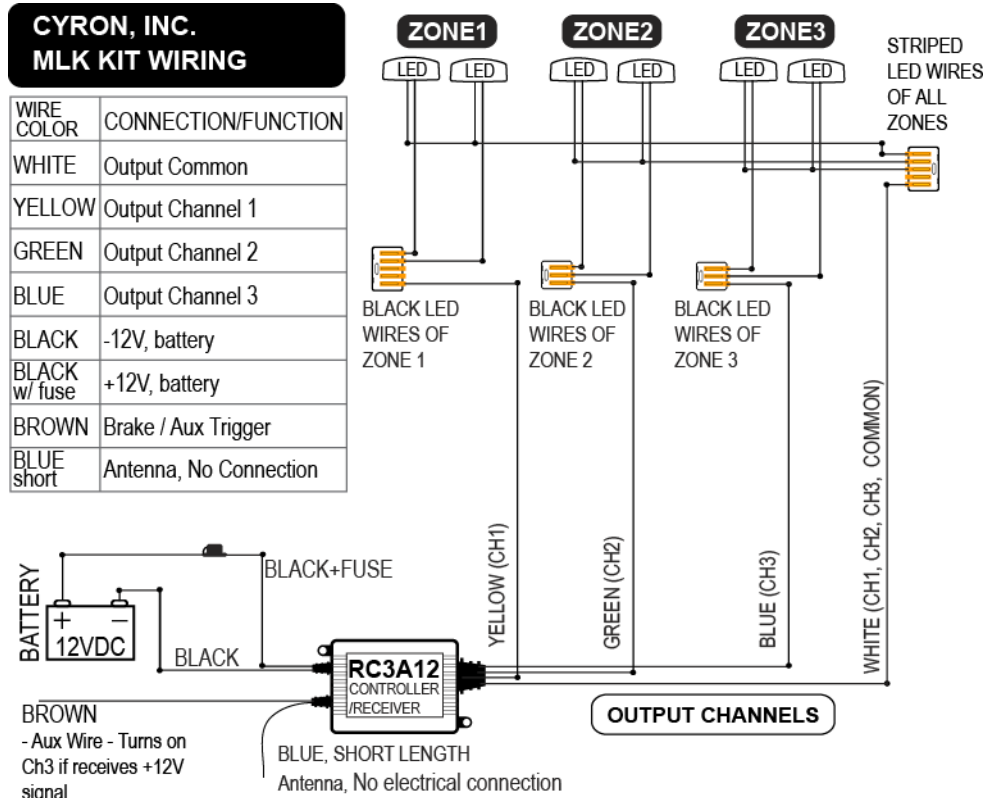 CYRON, INC.
MLK KIT WIRING
WIRE
COLOR
CONNECTION/FUNCTION
WHITE
Output Common
YELLOW
Output Channel 1
GREEN
Output Channel 2
BLUE
Output Channel 3
BLACK
-12V, battery
BLACK
w/ fuse
+12V, battery
BROWN
Brake / Aux Trigger
BLUE
short
Antenna, No Connection
ZONE1
ZONE2
ZONE3
LED
LED
LED
LED
LED
LED
STRIPED
LED WIRES
OF ALL
ZONES
BLACK LED
WIRES OF
ZONE 1
BLACK LED
WIRES OF
ZONE 2
BLACK LED
WIRES OF
ZONE 3
YELLOW (CH1)
GREEN (CH2)
BLUE (CH3)
WHITE (CH1, CH2, CH3, COMMON)
BATTERY
+
–
12VDC
BLACK+FUSE
BLACK
RC3A12
CONTROLLER
/RECEIVER
OUTPUT CHANNELS
BROWN
- Aux Wire - Turns on
Ch3 if receives +12V
signal
BLUE, SHORT LENGTH
Antenna, No electrical connection